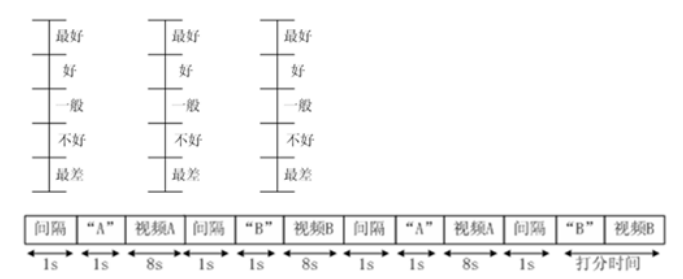 最好 最好 最好
好 好 好
一般 一般 一般
不好 不好 不好
最差 最差 最差
间隔 “A” 视频A 间隔 “B” 视频B 间隔 “A” 视频A 间隔 “B” 视频B
1s 1s 8s 1s 1s 8s 1s 1s 8s 1s 打分时间